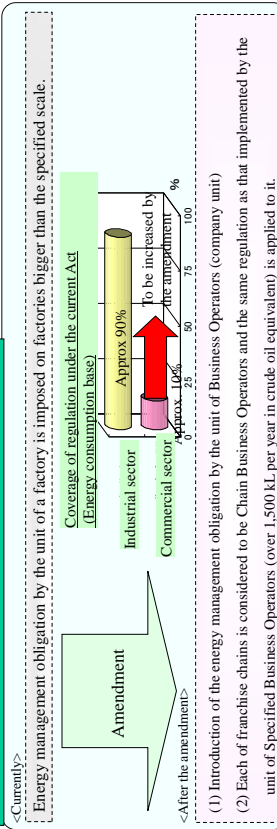 <Currently>
Energy management obligation by the unit of a factory is imposed on factories bigger than the specified scale.
Amendment
Coverage of regulation under the current Act
(Energy consumption base)
Industrial sector
Approx 90%
Commercial sector
Approx. 10%
To be increased by
the amendment
0 25 50 75 100
%
<After the amendment>
(1) Introduction of the energy management obligation by the unit of Business Operators (company unit)
(2) Each of franchise chains is considered to be Chain Business Operators and the same regulation as that implemented by the
unit of Specified Business Operators (over 1,500 kL per year in crude oil equivalent) is applied to it.